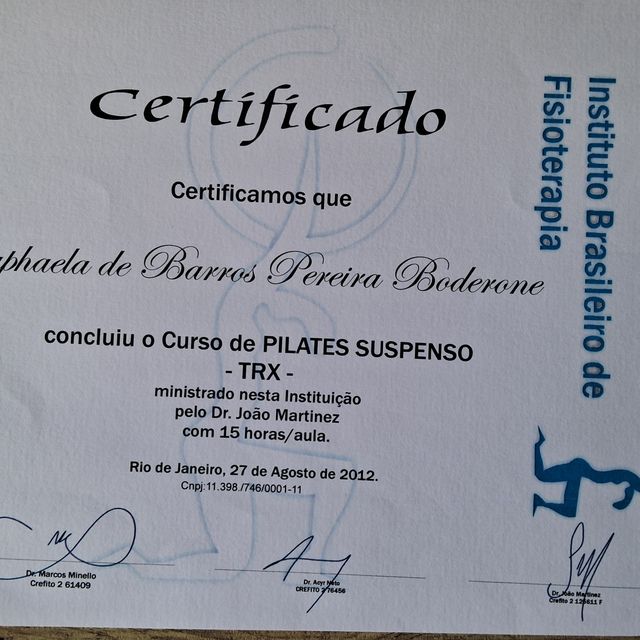 Certificado
Certificamos que
aphaela de Barros Pereira Boderone
concluiu o Curso de PILATES SUSPENSO
- TRX -
ministrado nesta Instituição
pelo Dr. João Martinez
com 15 horas/aula.
Rio de Janeiro, 27 de Agosto de 2012.
Cnpj:11.398./746/0001-11
Dr. Marcos Minello
Crefito 2 61409
Dr. Acyr Neto
CREFITO 2 76456
Dr. João Martinez
Crefito 2 F
Instituto Brasileiro de
Fisioterapia